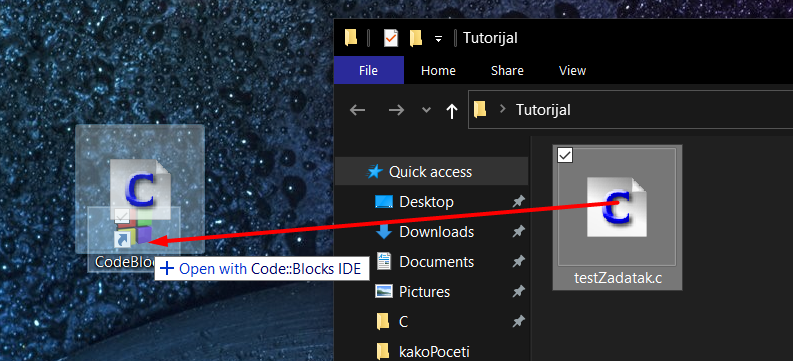 Tutorijal
File Home Share View
Tutorijal
Quick access
Desktop
Downloads
Documents
Pictures
C
kakoPoceti
C
testZadatak.c
C
+ Open with Code::Blocks IDE